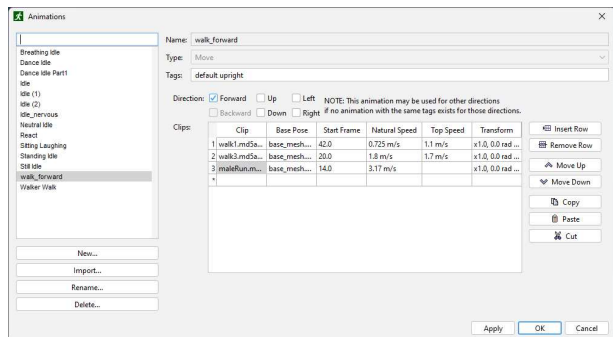 Animations
Name: walk_forward
Breathing Idle
Dance Idle
Dance Idle Part1
Idle
Idle (1)
Idle (2)
Idle_nervous
Neutral Idle
React
Sitting Laughing
Standing Idle
Still Idle
walk_forward
Walker Walk
New...
Import...
Rename...
Delete...
Type: Move
Tags: default.upright
Direction: Forward Up Left
Backward Down Right
NOTE: This animation may be used for other directions
if no animation with the same tags exists for those directions.
Clips:
Clip Base Pose Start Frame Natural Speed Top Speed Transform
1 walk1.md5a... base_mesh.... 42.0 0.725 m/s 1.1 m/s x1.0, 0.0 rad ...
2 walk3.md5a... base_mesh.... 20.0 1.8 m/s 1.7 m/s x1.0, 0.0 rad ...
3 maleRun.m... base_mesh.... 14.0 3.17 m/s x1.0, 0.0 rad ...
*
Insert Row
Remove Row
Move Up
Move Down
Copy
Paste
Cut
Apply OK Cancel